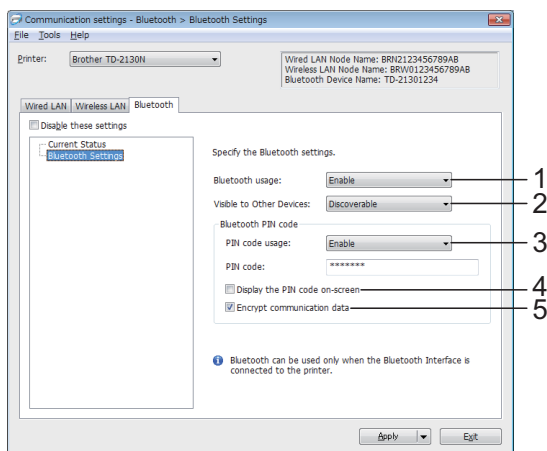 Communication settings - Bluetooth > Bluetooth Settings
File Tools Help
Printer: Brother TD-2130N
Wired LAN Node Name: BRN2123456789AB
Wireless LAN Node Name: BRW0123456789AB
Bluetooth Device Name: TD-21301234
Wired LAN Wireless LAN Bluetooth
Disable these settings
Current Status
Bluetooth Settings
Specify the Bluetooth settings.
Bluetooth usage: Enable 1
Visible to Other Devices: Discoverable 2
Bluetooth PIN code
PIN code usage: Enable 3
PIN code: *******
Display the PIN code on-screen 4
Encrypt communication data 5
Bluetooth can be used only when the Bluetooth Interface is
connected to the printer.
Apply Exit